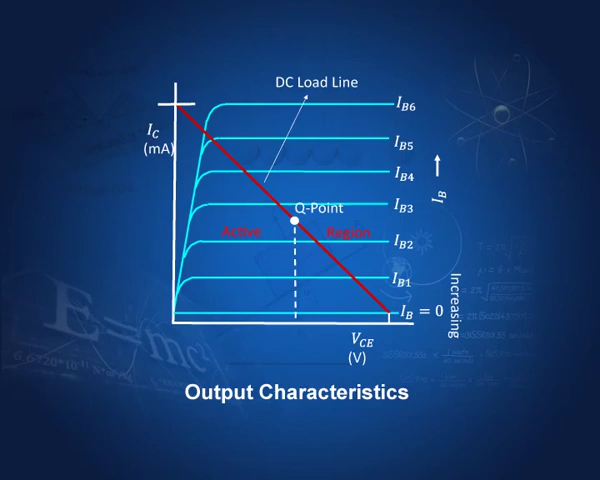 DC Load Line
I_B6
I_C
(mA)
I_B5
I_B4
I_B
I_B3
Q-Point
Active Region
I_B2
I_B1
Increasing
I_B = 0
V_CE
(V)
E=mc²
Output Characteristics